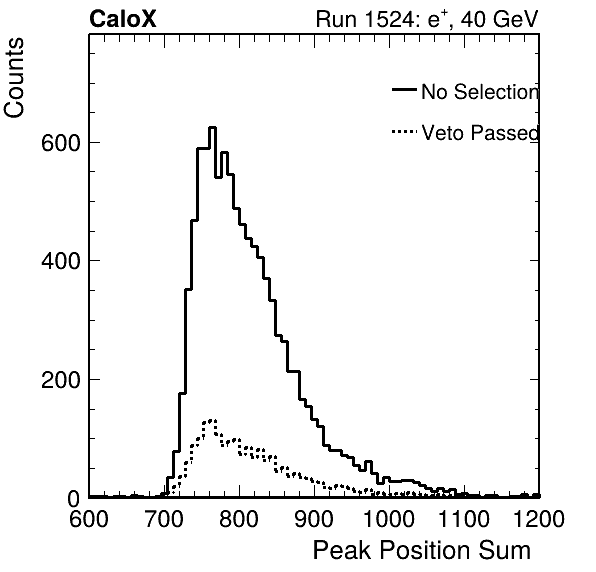 CaloX Run 1524: e+, 40 GeV
Counts
No Selection
Veto Passed
600
400
200
0
600 700 800 900 1000 1100 1200
Peak Position Sum